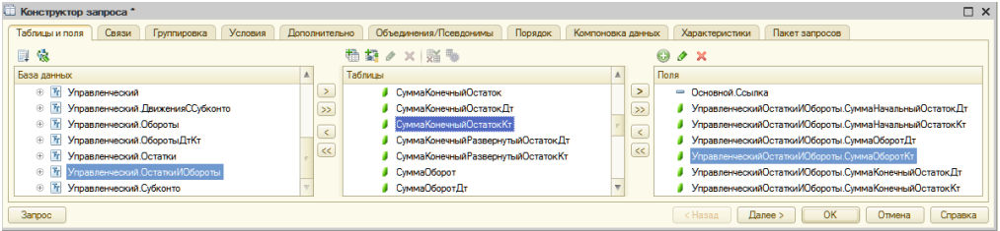 Конструктор запроса *
Таблицы и поля Связи Группировка Условия Дополнительно Объединения/Псевдонимы Порядок Компоновка данных Характеристики Пакет запросов
База данных
Управленческий
Управленческий.ДвиженияССубконто
Управленческий.Обороты
Управленческий.ОборотыДтКт
Управленческий.Остатки
Управленческий.ОстаткиИОбороты
Управленческий.Субконто
Таблицы
СуммаКонечныйОстаток
СуммаКонечныйОстатокДт
СуммаКонечныйОстатокКт
СуммаКонечныйРазвернутыйОстатокДт
СуммаКонечныйРазвернутыйОстатокКт
СуммаОборот
СуммаОборотДт
Поля
Основной.Ссылка
УправленческийОстаткиИОбороты.СуммаНачальныйОстатокДт
УправленческийОстаткиИОбороты.СуммаНачальныйОстатокКт
УправленческийОстаткиИОбороты.СуммаОборотДт
УправленческийОстаткиИОбороты.СуммаОборотКт
УправленческийОстаткиИОбороты.СуммаКонечныйОстатокДт
УправленческийОстаткиИОбороты.СуммаКонечныйОстатокКт
>
>>
<
<<
>
>>
<
<<
Запрос < Назад Далее > OK Отмена Справка